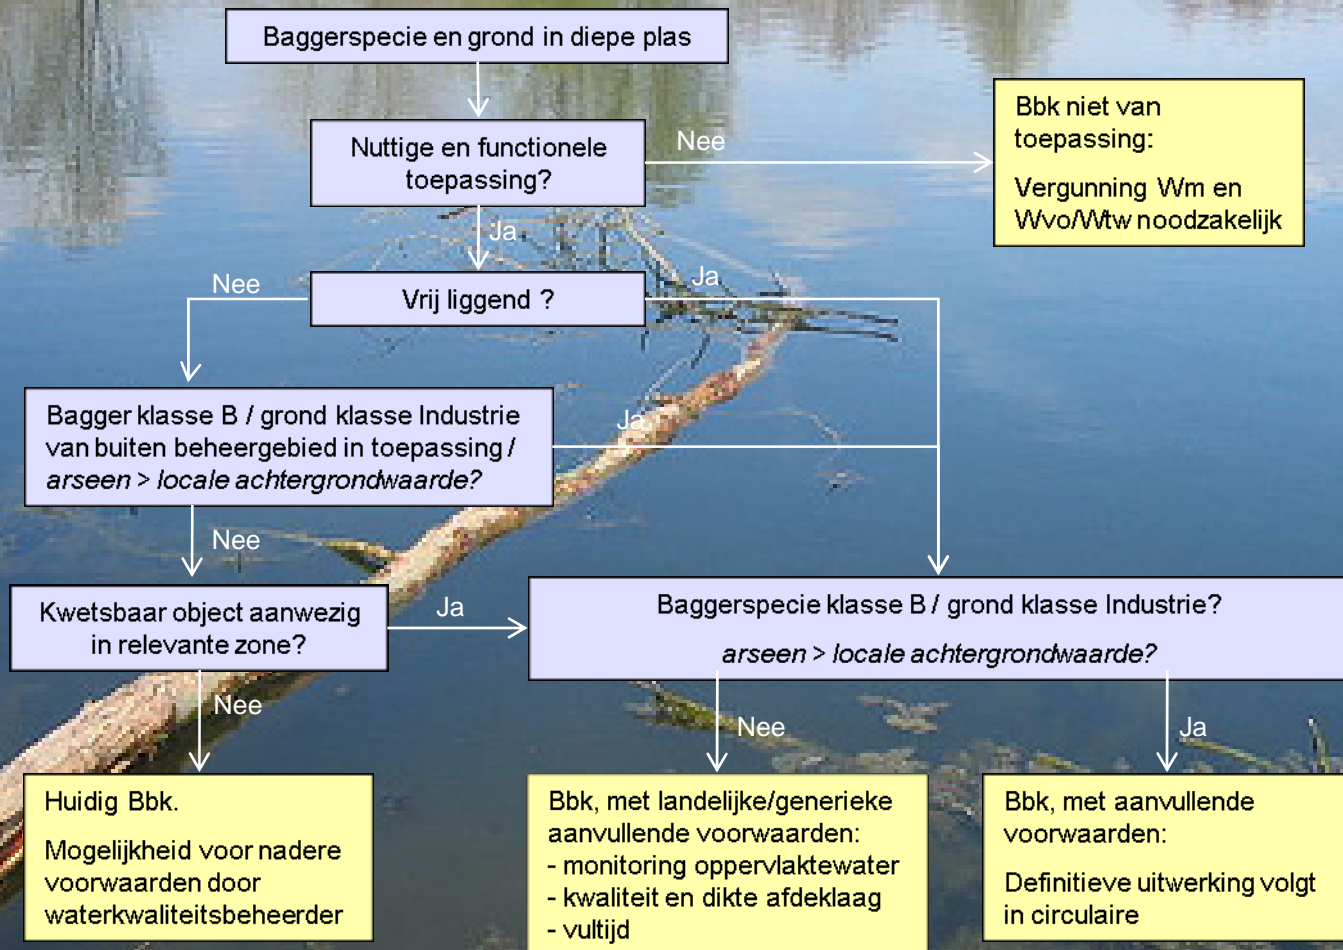 Baggerspecie en grond in diepe plas
Nuttige en functionele
toepassing?
Nee
Bbk niet van
toepassing:
Vergunning Wm en
Wvo/Wtw noodzakelijk
Ja
Vrij liggend ?
Nee
Ja
Bagger klasse B / grond klasse Industrie
van buiten beheergebied in toepassing /
arseen > locale achtergrondwaarde?
Ja
Nee
Kwetsbaar object aanwezig
in relevante zone?
Ja
Baggerspecie klasse B / grond klasse Industrie?
arseen > locale achtergrondwaarde?
Nee
Nee
Ja
Huidig Bbk.
Mogelijkheid voor nadere
voorwaarden door
waterkwaliteitsbeheerder
Bbk, met landelijke/generieke
aanvullende voorwaarden:
- monitoring oppervlaktewater
- kwaliteit en dikte afdeklaag
- vultijd
Bbk, met aanvullende
voorwaarden:
Definitieve uitwerking volgt
in circulaire